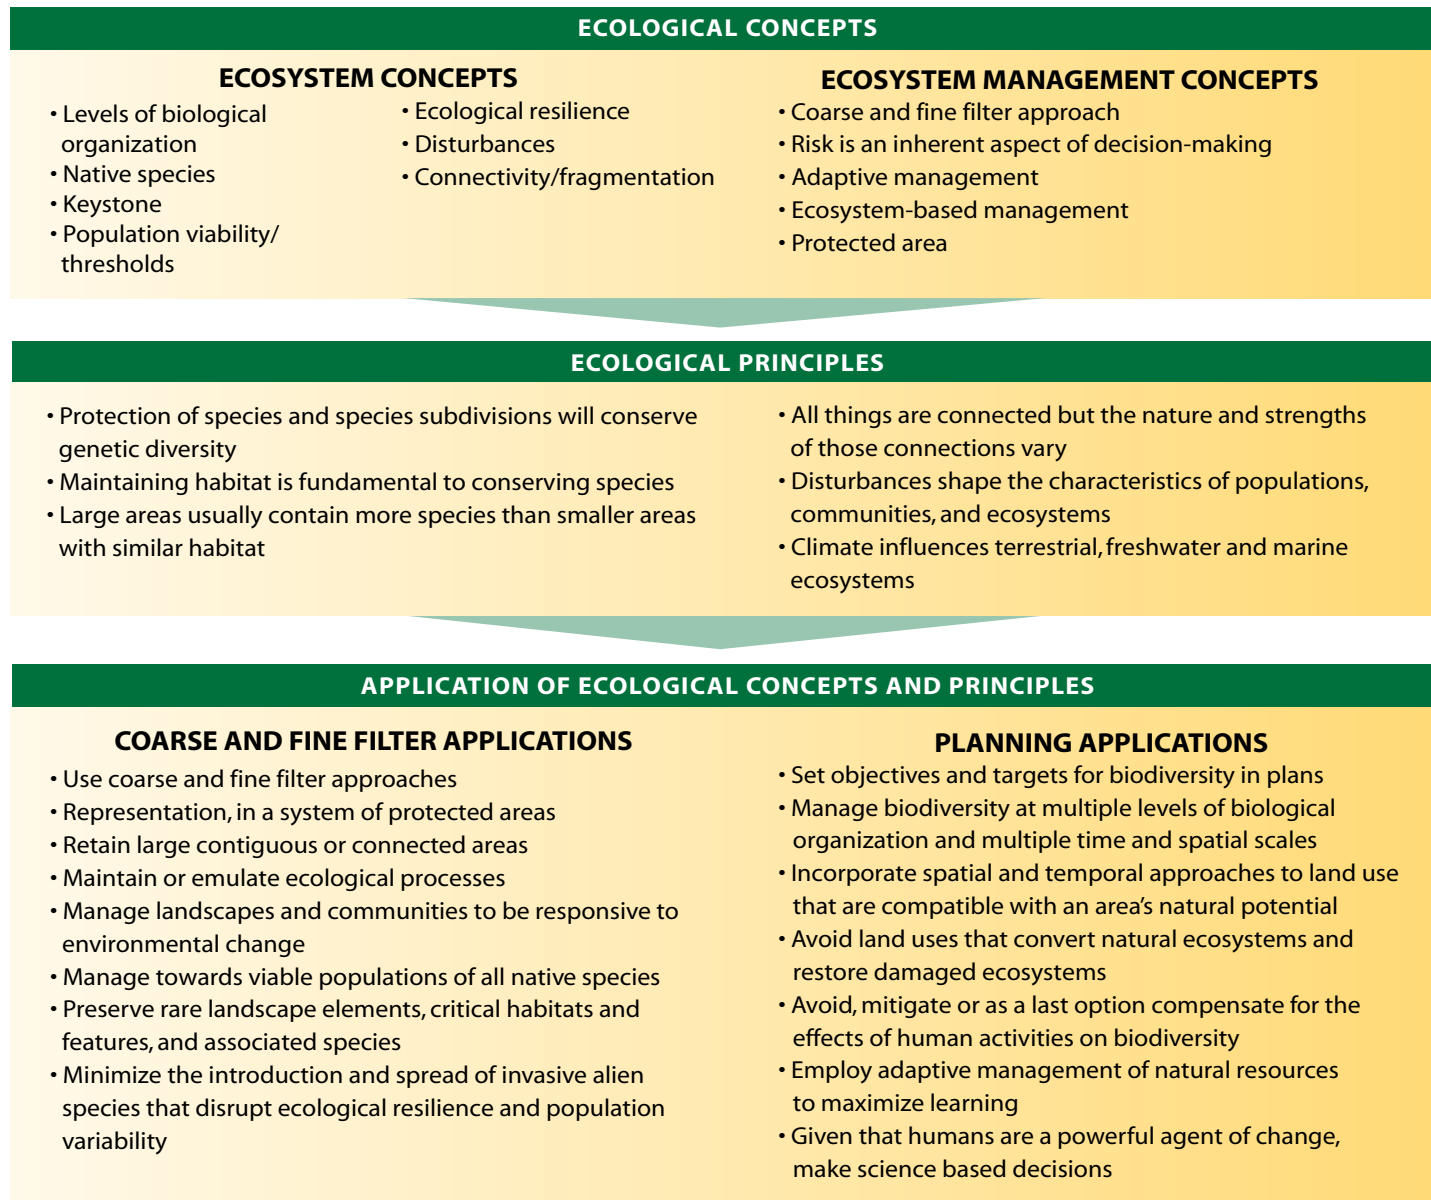 ECOLOGICAL CONCEPTS
ECOSYSTEM CONCEPTS
• Levels of biological
organization
• Native species
• Keystone
• Population viability/
thresholds
• Ecological resilience
• Disturbances
• Connectivity/fragmentation
ECOSYSTEM MANAGEMENT CONCEPTS
• Coarse and fine filter approach
• Risk is an inherent aspect of decision-making
• Adaptive management
• Ecosystem-based management
• Protected area
ECOLOGICAL PRINCIPLES
• Protection of species and species subdivisions will conserve
genetic diversity
• Maintaining habitat is fundamental to conserving species
• Large areas usually contain more species than smaller areas
with similar habitat
• All things are connected but the nature and strengths
of those connections vary
• Disturbances shape the characteristics of populations,
communities, and ecosystems
• Climate influences terrestrial, freshwater and marine
ecosystems
APPLICATION OF ECOLOGICAL CONCEPTS AND PRINCIPLES
COARSE AND FINE FILTER APPLICATIONS
• Use coarse and fine filter approaches
• Representation, in a system of protected areas
• Retain large contiguous or connected areas
• Maintain or emulate ecological processes
• Manage landscapes and communities to be responsive to
environmental change
• Manage towards viable populations of all native species
• Preserve rare landscape elements, critical habitats and
features, and associated species
• Minimize the introduction and spread of invasive alien
species that disrupt ecological resilience and population
variability
PLANNING APPLICATIONS
• Set objectives and targets for biodiversity in plans
• Manage biodiversity at multiple levels of biological
organization and multiple time and spatial scales
• Incorporate spatial and temporal approaches to land use
that are compatible with an area's natural potential
• Avoid land uses that convert natural ecosystems and
restore damaged ecosystems
• Avoid, mitigate or as a last option compensate for the
effects of human activities on biodiversity
• Employ adaptive management of natural resources
to maximize learning
• Given that humans are a powerful agent of change,
make science based decisions